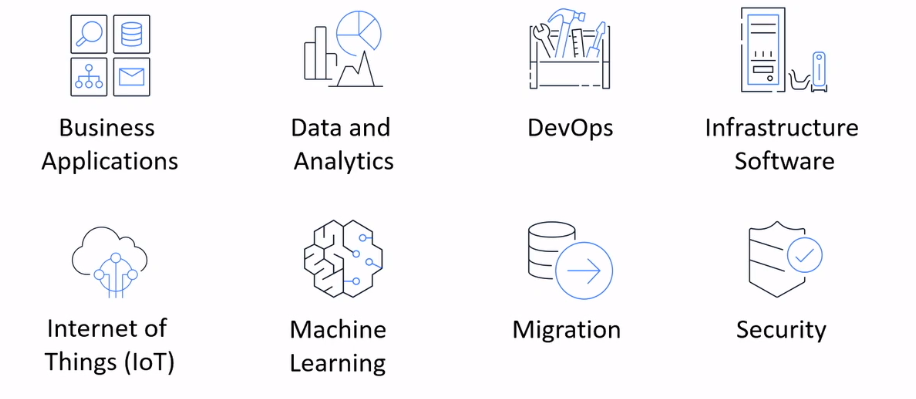 Business
Applications
Data and
Analytics
DevOps
Infrastructure
Software
Internet of
Things (IoT)
Machine
Learning
Migration
Security